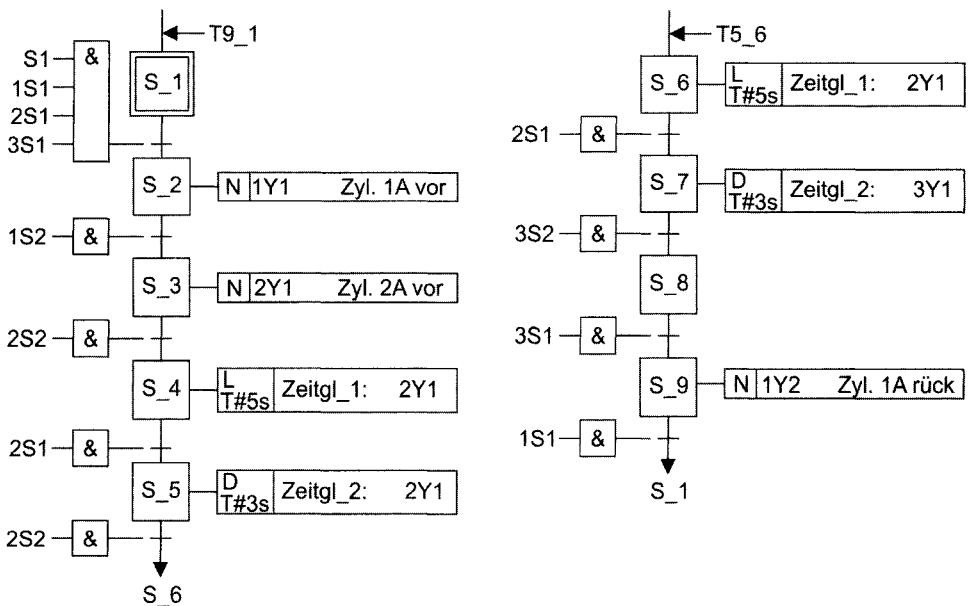 T9_1
S1
&
1S1
2S1
3S1
S_1
S_2
N 1Y1 Zyl. 1A vor
1S2 &
S_3
N 2Y1 Zyl. 2A vor
2S2 &
S_4
L
T#5s Zeitgl_1: 2Y1
2S1 &
S_5
D
T#3s Zeitgl_2: 2Y1
2S2 &
S_6
T5_6
S_6
L
T#5s Zeitgl_1: 2Y1
2S1 &
S_7
D
T#3s Zeitgl_2: 3Y1
3S2 &
S_8
3S1 &
S_9
N 1Y2 Zyl. 1A rück
1S1 &
S_1